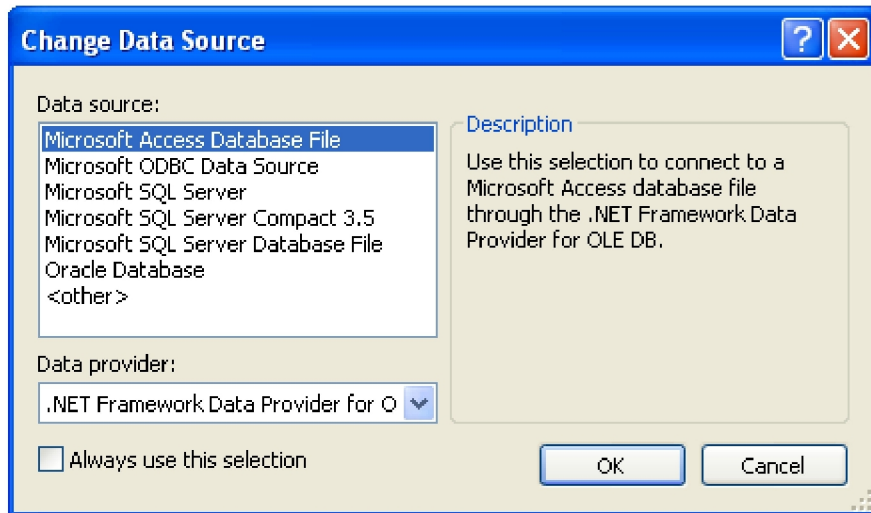 Change Data Source
Data source:
Microsoft Access Database File
Microsoft ODBC Data Source
Microsoft SQL Server
Microsoft SQL Server Compact 3.5
Microsoft SQL Server Database File
Oracle Database
<other>
Data provider:
.NET Framework Data Provider for O
Always use this selection
Description
Use this selection to connect to a
Microsoft Access database file
through the .NET Framework Data
Provider for OLE DB.
OK
Cancel